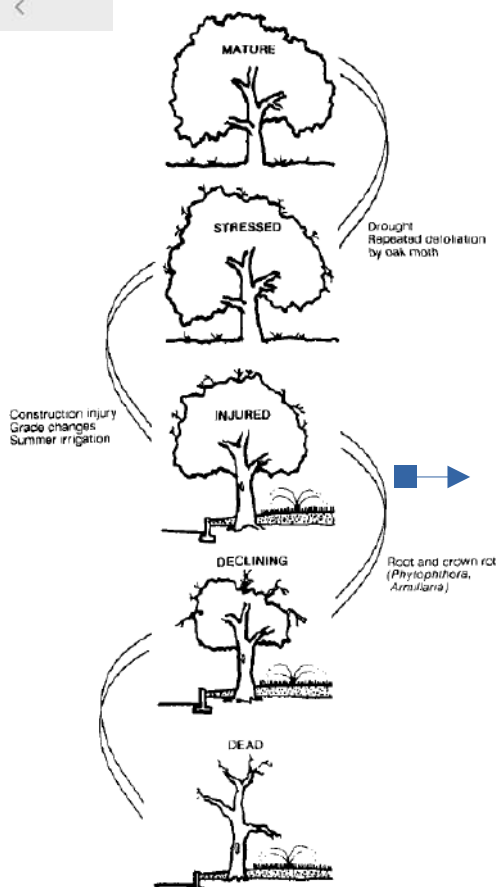 MATURE
STRESSED
Drought
Repeated defoliation
by oak moth
Construction injury
Grade changes
Summer irrigation
INJURED
DECLINING
Root and crown rot
(Phytophthora,
Armillaria)
DEAD